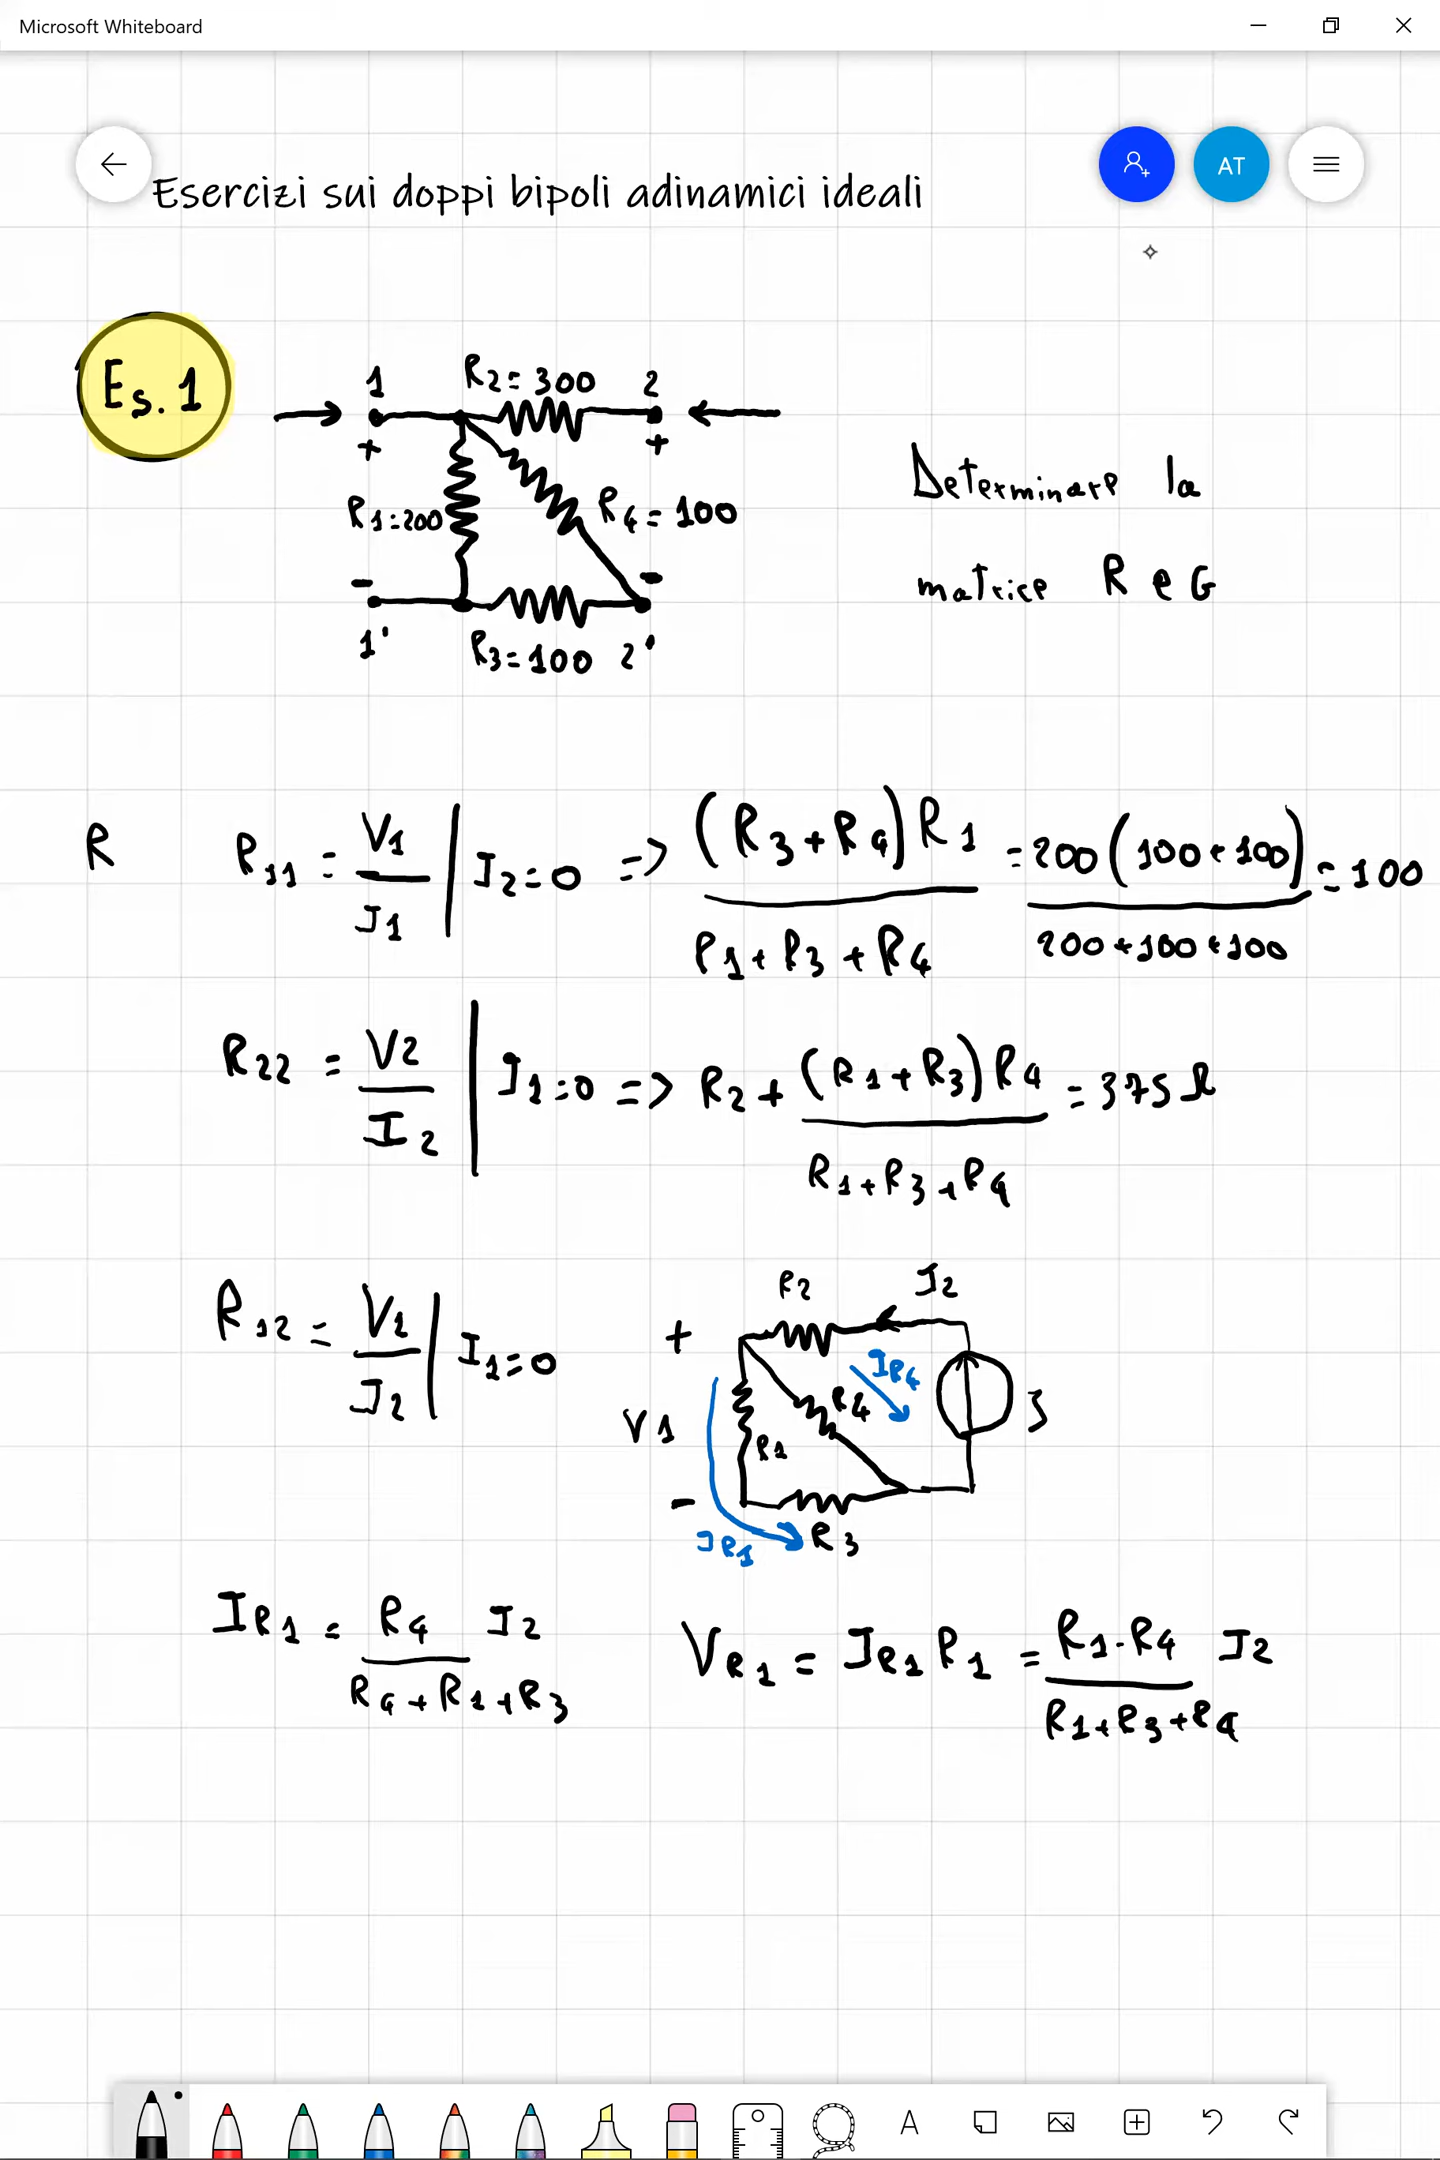 Microsoft Whiteboard
AT
Esercizi sui doppi bipoli adinamici ideali
Es. 1
1 R2 = 300 2
+ +
R1=200 R4 = 100
- -
1' R3=100 2'
Determinare la
matrice R e G
R R11 = V1/I1 | I2=0 => (R3+R4)R1 / R1+R3+R4 = 200(100+100) / 200+100+100 = 100
R22 = V2/I2 | I1=0 => R2 + (R1+R3)R4 / R1+R3+R4 = 375 Ω
R12 = V1/I2 | I1=0
R2 I2
+ IR4
V1 R1 R4
- IR1 R3
IR1 = R4 / R4+R1+R3 I2
VR1 = IR1 R1 = R1·R4 / R1+R3+R4 I2
A